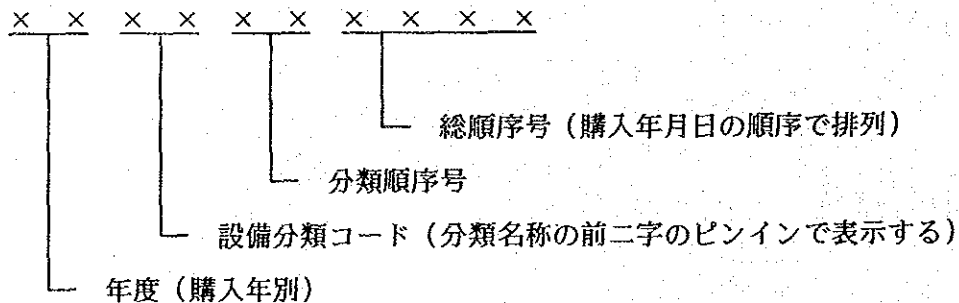 ×× ×× ×× ××××
総順序号（購入年月日の順序で排列）
分類順序号
設備分類コード（分類名称の前二字のピンインで表示する）
年度（購入年別）